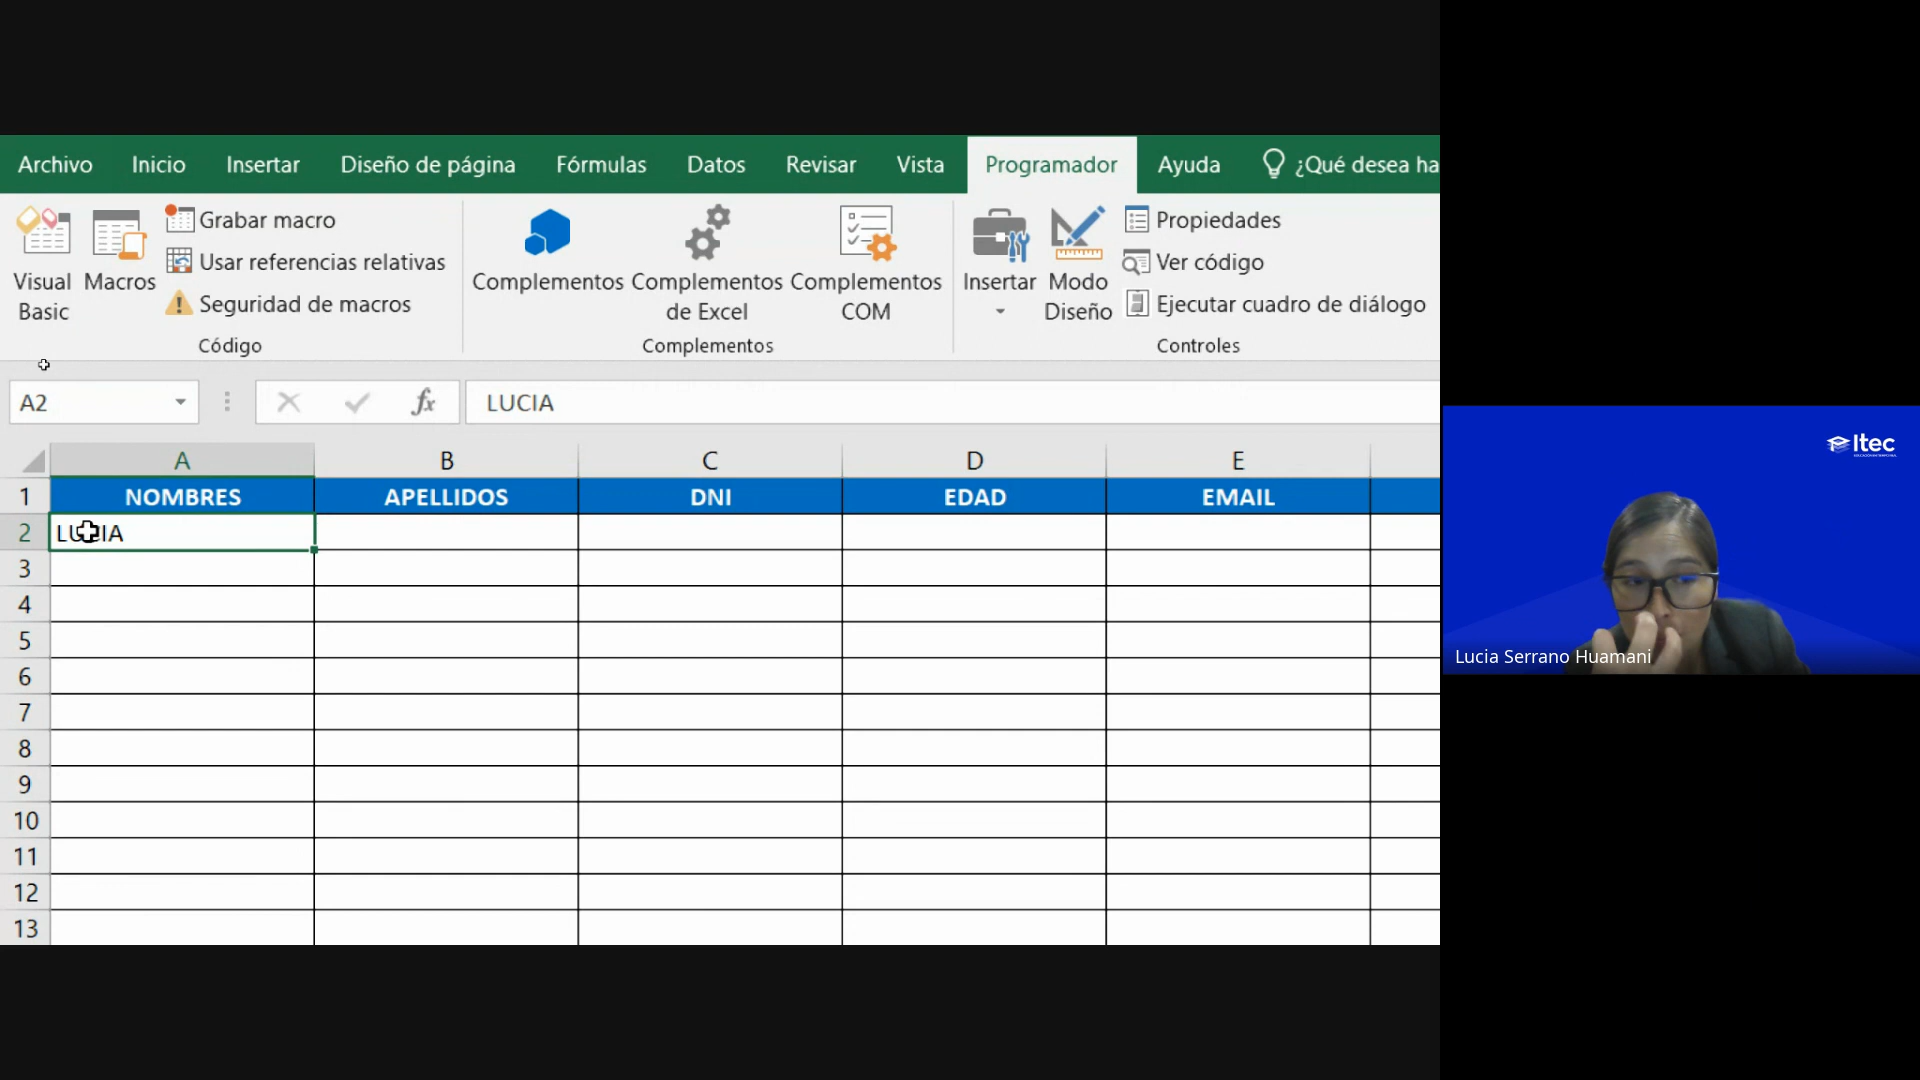 Archivo Inicio Insertar Diseño de página Fórmulas Datos Revisar Vista Programador Ayuda ¿Qué desea ha
Visual Basic
Macros
Grabar macro
Usar referencias relativas
Seguridad de macros
Código
Complementos
Complementos de Excel
Complementos COM
Complementos
Insertar
Modo Diseño
Propiedades
Ver código
Ejecutar cuadro de diálogo
Controles
A2 fx LUCIA
A B C D E
1 NOMBRES APELLIDOS DNI EDAD EMAIL
2 LUCIA
3
4
5
6
7
8
9
10
11
12
13
Itec
Lucia Serrano Huamani